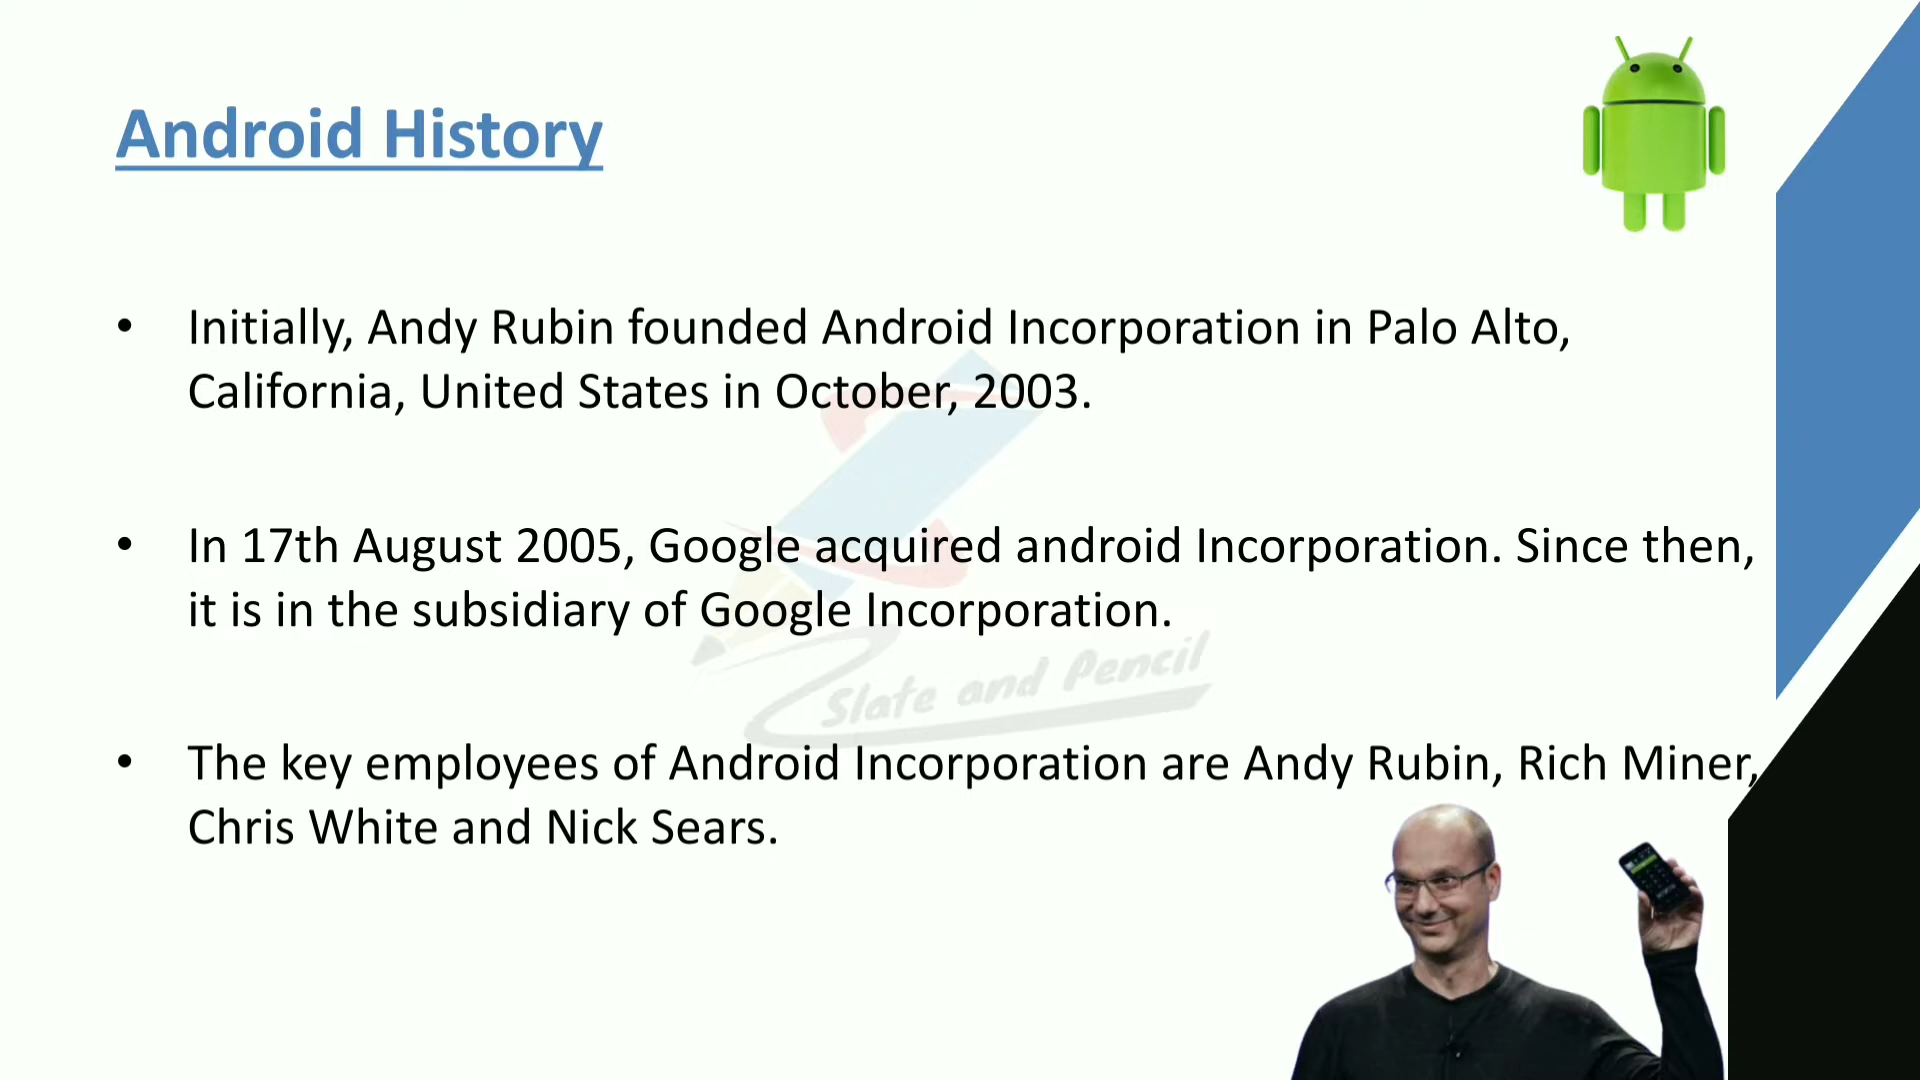 Android History
• Initially, Andy Rubin founded Android Incorporation in Palo Alto,
California, United States in October, 2003.
• In 17th August 2005, Google acquired android Incorporation. Since then,
it is in the subsidiary of Google Incorporation.
Slate and Pencil
• The key employees of Android Incorporation are Andy Rubin, Rich Miner,
Chris White and Nick Sears.